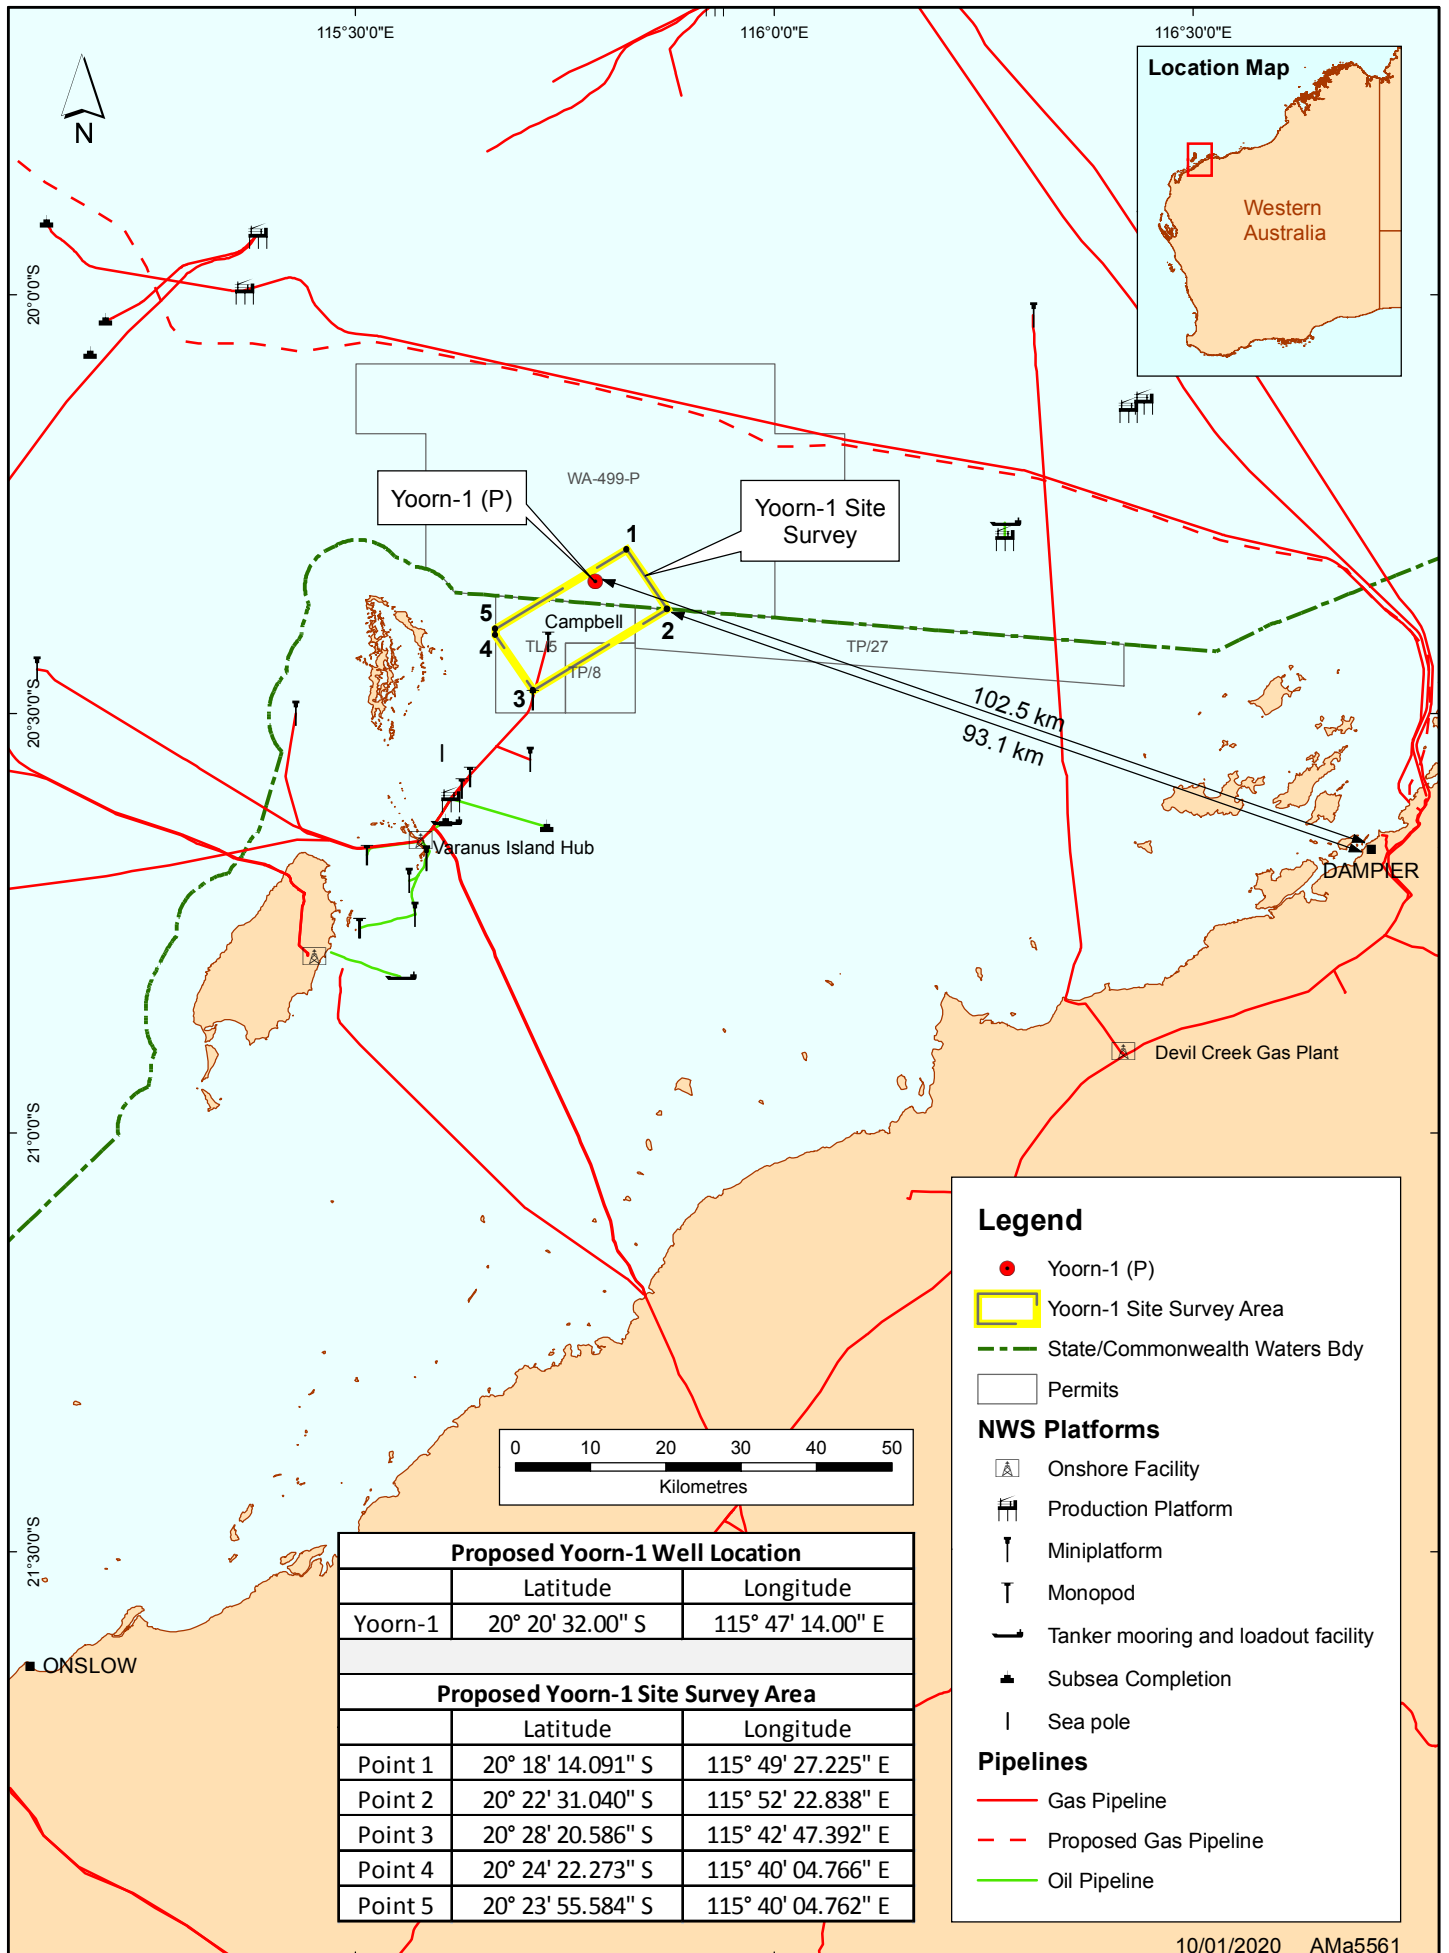 115°30'0"E
116°0'0"E
116°30'0"E
N
Location Map
Western
Australia
20°0'0"S
20°30'0"S
21°0'0"S
21°30'0"S
WA-499-P
Yoorn-1 (P)
Yoorn-1 Site
Survey
1
2
5
4
3
Campbell
TL/5
TP/8
TP/27
102.5 km
93.1 km
Varanus Island Hub
DAMPIER
Devil Creek Gas Plant
ONSLOW
0 10 20 30 40 50
Kilometres
Proposed Yoorn-1 Well Location
Latitude Longitude
Yoorn-1 20° 20' 32.00" S 115° 47' 14.00" E
Proposed Yoorn-1 Site Survey Area
Latitude Longitude
Point 1 20° 18' 14.091" S 115° 49' 27.225" E
Point 2 20° 22' 31.040" S 115° 52' 22.838" E
Point 3 20° 28' 20.586" S 115° 42' 47.392" E
Point 4 20° 24' 22.273" S 115° 40' 04.766" E
Point 5 20° 23' 55.584" S 115° 40' 04.762" E
Legend
Yoorn-1 (P)
Yoorn-1 Site Survey Area
State/Commonwealth Waters Bdy
Permits
NWS Platforms
Onshore Facility
Production Platform
Miniplatform
Monopod
Tanker mooring and loadout facility
Subsea Completion
Sea pole
Pipelines
Gas Pipeline
Proposed Gas Pipeline
Oil Pipeline
10/01/2020 AMa5561